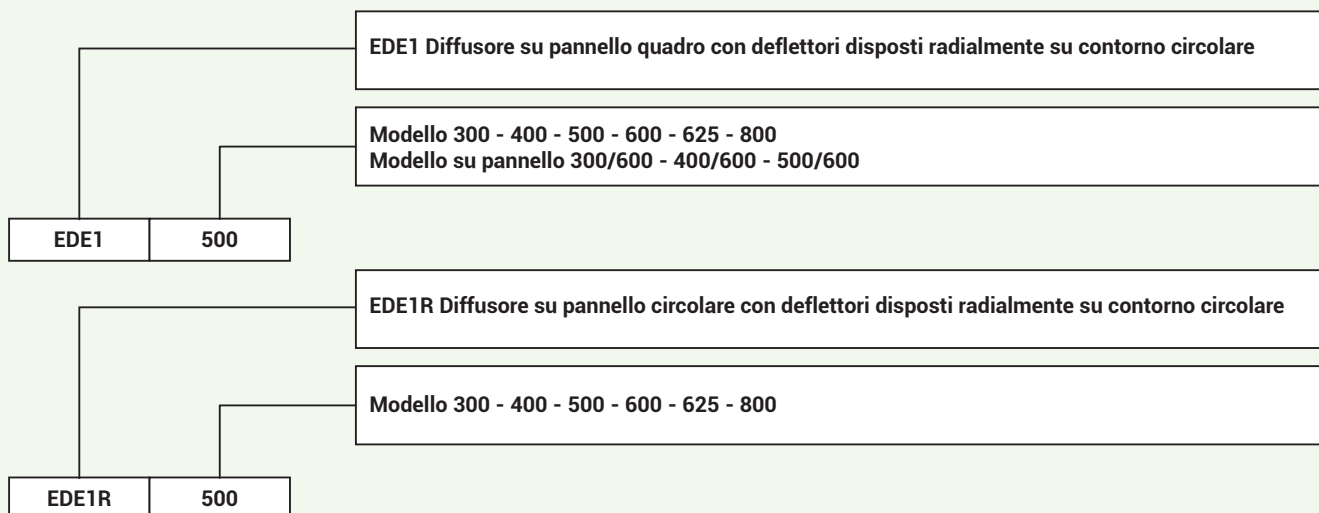 EDE1 Diffusore su pannello quadro con deflettori disposti radialmente su contorno circolare
Modello 300 - 400 - 500 - 600 - 625 - 800
Modello su pannello 300/600 - 400/600 - 500/600
EDE1 500
EDE1R Diffusore su pannello circolare con deflettori disposti radialmente su contorno circolare
Modello 300 - 400 - 500 - 600 - 625 - 800
EDE1R 500